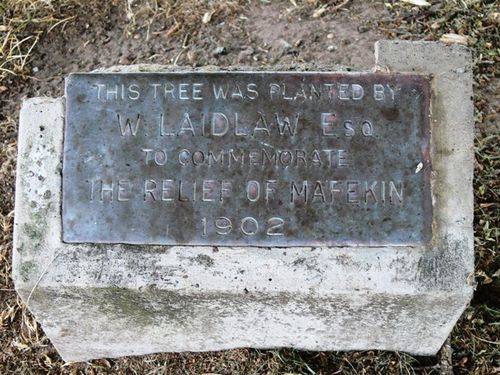 THIS TREE WAS PLANTED BY
W. LAIDLAW ESQ
TO COMMEMORATE
THE RELIEF OF MAFEKIN
1902